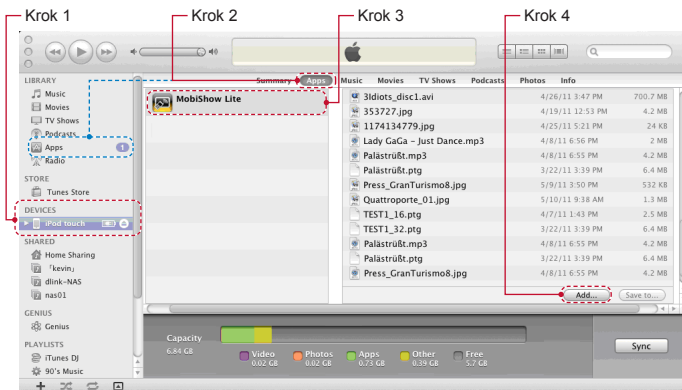 Krok 1
Krok 2
Krok 3
Krok 4
LIBRARY
Music
Movies
TV Shows
Podcasts
Apps 1
Radio
STORE
iTunes Store
DEVICES
iPod touch
SHARED
Home Sharing
「kevin」
dlink-NAS
nas01
GENIUS
Genius
PLAYLISTS
iTunes DJ
90's Music
Summary Apps Music Movies TV Shows Podcasts Photos Info
MobiShow Lite
3Idiots_disc1.avi 4/26/11 3:47 PM 700.7 MB
353727.jpg 4/19/11 12:53 PM 4.2 MB
1174134779.jpg 4/25/11 5:21 PM 24 KB
Lady GaGa - Just Dance.mp3 4/8/11 6:56 PM 2 MB
Palästrüßt.mp3 4/8/11 6:55 PM 4.2 MB
Palästrüßt.ptg 3/22/11 3:39 PM 6.4 MB
Press_GranTurismo8.jpg 5/9/11 3:50 PM 532 KB
Quattroporte_01.jpg 5/10/11 9:38 AM 1.3 MB
TEST1_16.ptg 4/7/11 1:43 PM 2.5 MB
TEST1_32.ptg 3/22/11 3:39 PM 6.4 MB
Palästrüßt.mp3 4/8/11 6:55 PM 4.2 MB
Palästrüßt.ptg 3/22/11 3:39 PM 6.4 MB
Press_GranTurismo8.jpg 4/8/11 6:55 PM 4.2 MB
Add... Save to...
Capacity
6.84 GB
Video
0.02 GB
Photos
0.02 GB
Apps
0.73 GB
Other
0.39 GB
Free
5.7 GB
Sync